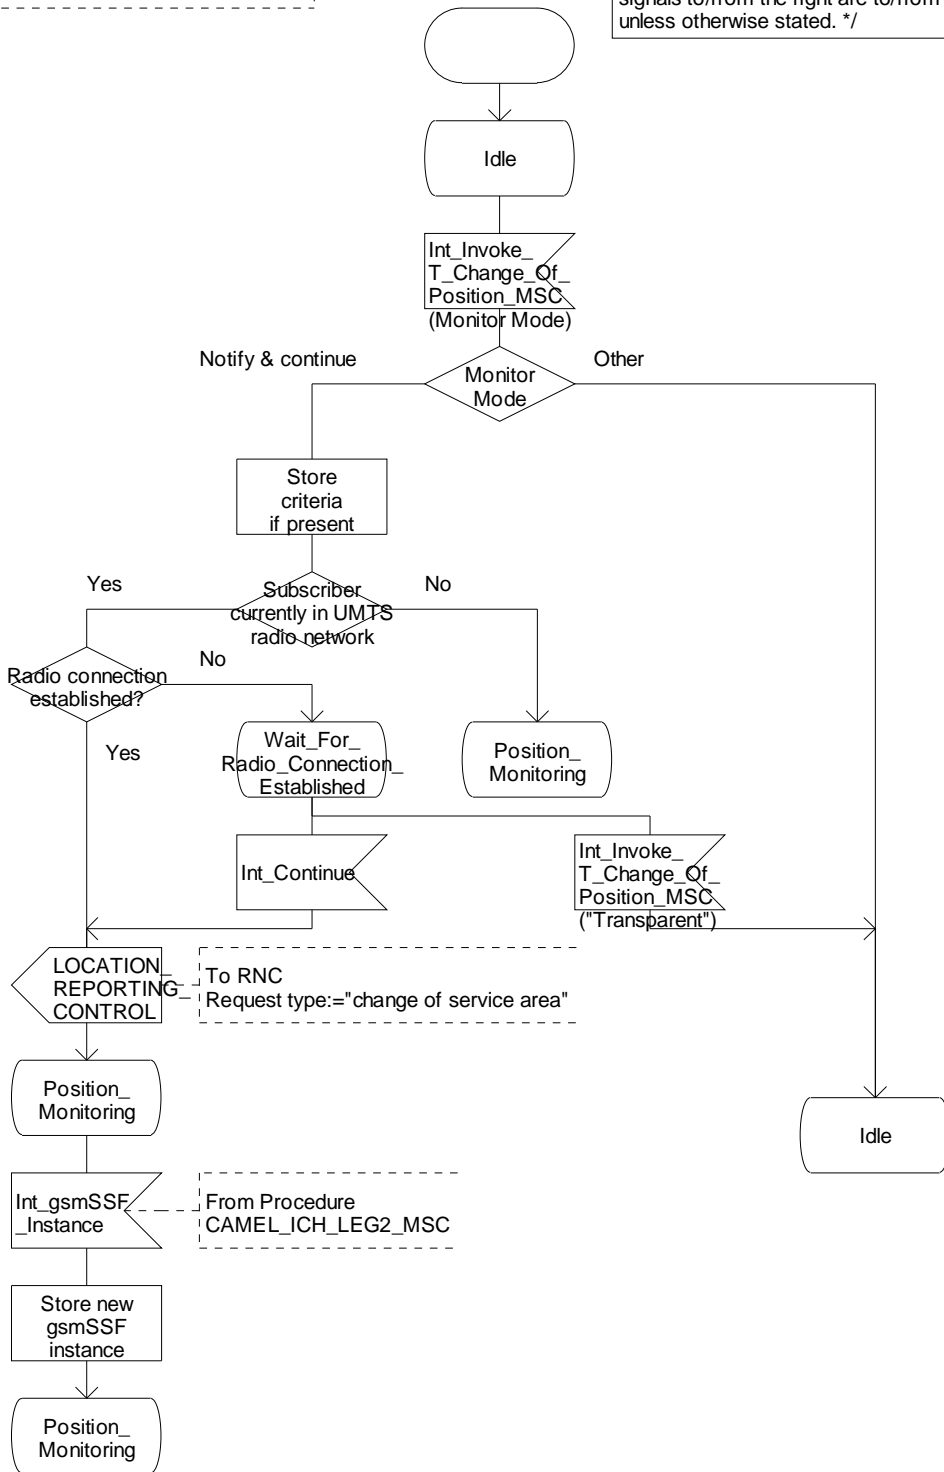 signals to/from the right are to/from
unless otherwise stated. */
Idle
Int_Invoke_
T_Change_Of_
Position_MSC
(Monitor Mode)
Notify & continue
Other
Monitor
Mode
Store
criteria
if present
Yes
Subscriber
currently in UMTS
radio network
No
Radio connection
established?
No
Yes
Wait_For_
Radio_Connection_
Established
Position_
Monitoring
Int_Continue
Int_Invoke_
T_Change_Of_
Position_MSC
("Transparent")
LOCATION_
REPORTING_
CONTROL
To RNC
Request type:="change of service area"
Position_
Monitoring
Idle
Int_gsmSSF
_Instance
From Procedure
CAMEL_ICH_LEG2_MSC
Store new
gsmSSF
instance
Position_
Monitoring